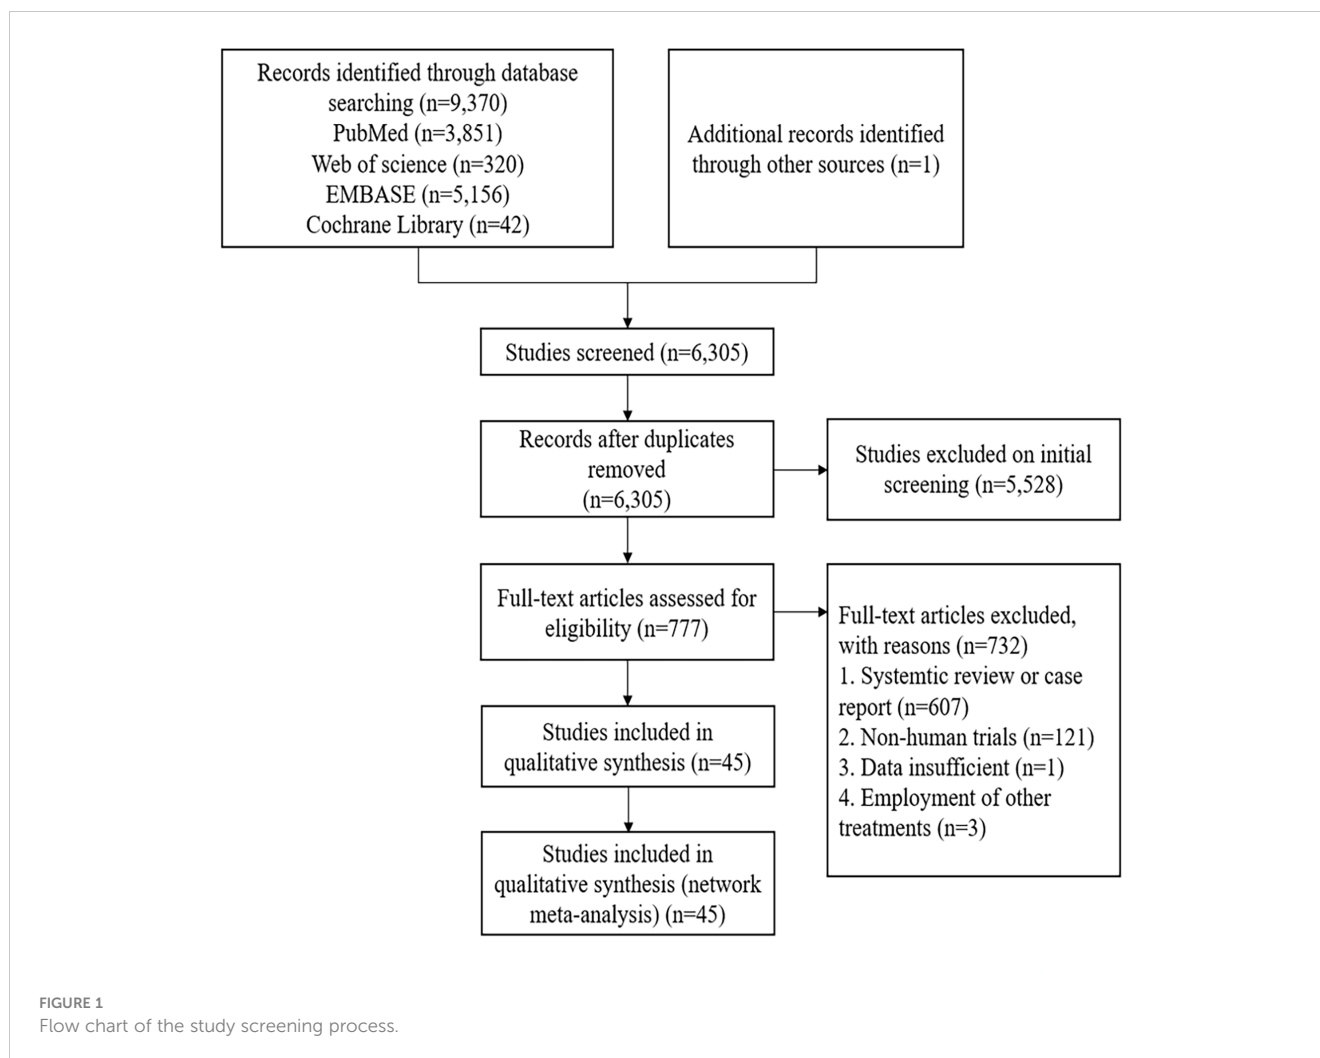 Records identified through database
searching (n=9,370)
PubMed (n=3,851)
Web of science (n=320)
EMBASE (n=5,156)
Cochrane Library (n=42)
Additional records identified
through other sources (n=1)
Studies screened (n=6,305)
Records after duplicates
removed
(n=6,305)
Studies excluded on initial
screening (n=5,528)
Full-text articles assessed for
eligibility (n=777)
Full-text articles excluded,
with reasons (n=732)
1. Systemtic review or case
report (n=607)
2. Non-human trials (n=121)
3. Data insufficient (n=1)
4. Employment of other
treatments (n=3)
Studies included in
qualitative synthesis (n=45)
Studies included in
qualitative synthesis (network
meta-analysis) (n=45)
FIGURE 1
Flow chart of the study screening process.